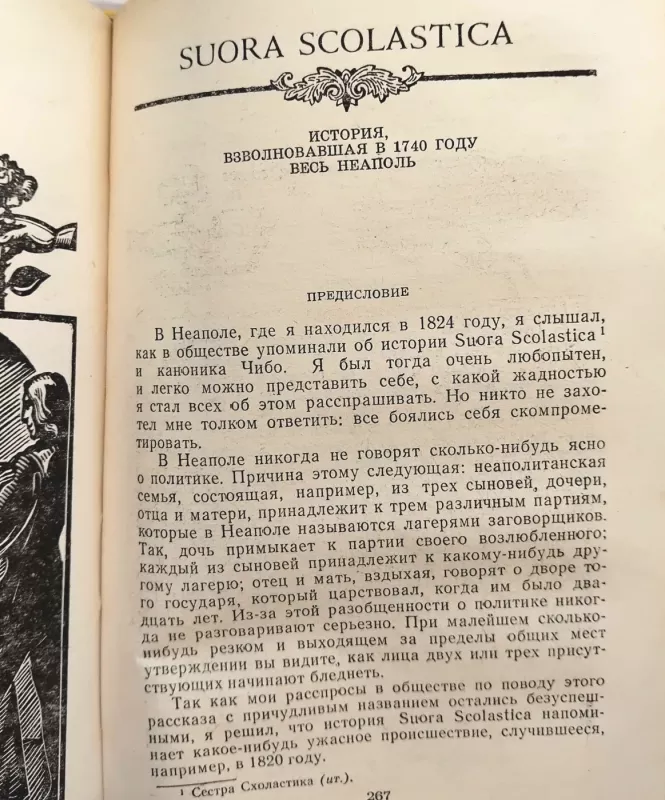 SUORA SCOLASTICA
ИСТОРИЯ,
ВЗВОЛНОВАВШАЯ В 1740 ГОДУ
ВЕСЬ НЕАПОЛЬ
ПРЕДИСЛОВИЕ
В Неаполе, где я находился в 1824 году, я слышал,
как в обществе упоминали об истории Suora Scolastica ¹
и каноника Чибо. Я был тогда очень любопытен,
и легко можно представить себе, с какой жадностью
я стал всех об этом расспрашивать. Но никто не захо-
тел мне толком ответить: все боялись себя скомпроме-
тировать.
В Неаполе никогда не говорят сколько-нибудь ясно
о политике. Причина этому следующая: неаполитанская
семья, состоящая, например, из трех сыновей, дочери,
отца и матери, принадлежит к трем различным партиям,
которые в Неаполе называются лагерями заговорщиков.
Так, дочь примыкает к партии своего возлюбленного;
каждый из сыновей принадлежит к какому-нибудь дру-
гому лагерю; отец и мать, вздыхая, говорят о дворе то-
го государя, который царствовал, когда им было два-
дцать лет. Из-за этой разобщенности о политике никог-
да не разговаривают серьезно. При малейшем сколько-
нибудь резком и выходящем за пределы общих мест
утверждении вы видите, как лица двух или трех присут-
ствующих начинают бледнеть.
Так как мои расспросы в обществе по поводу этого
рассказа с причудливым названием остались безуспеш-
ными, я решил, что история Suora Scolastica напоми-
нает какое-нибудь ужасное происшествие, случившееся,
например, в 1820 году.
¹ Сестра Схоластика (ит.).
267